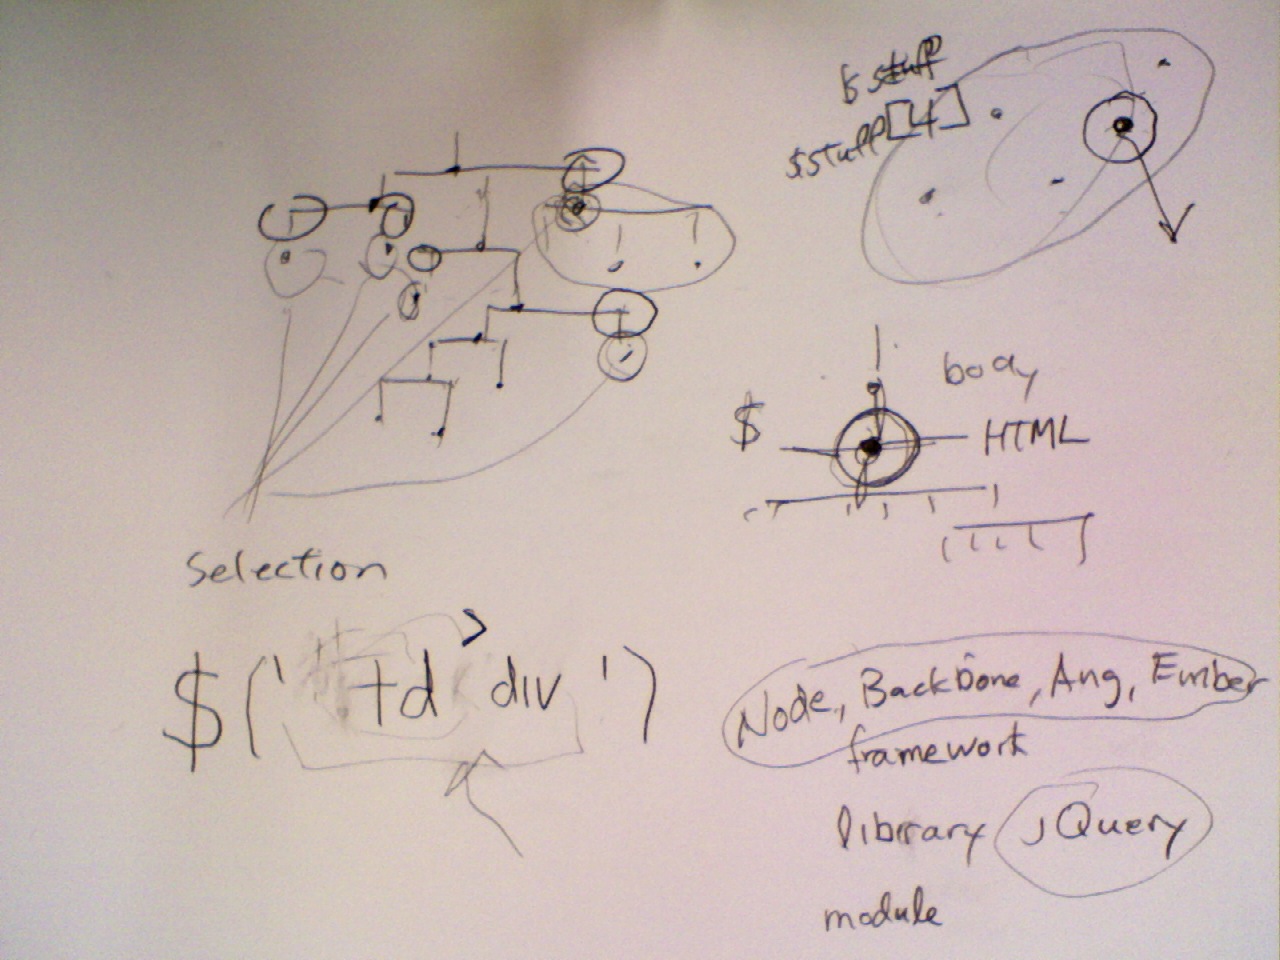 $stuff
$stuff[4]
body
$
HTML
Selection
$(' td > div ')
Node, Backbone, Ang, Ember
framework
library jQuery
module